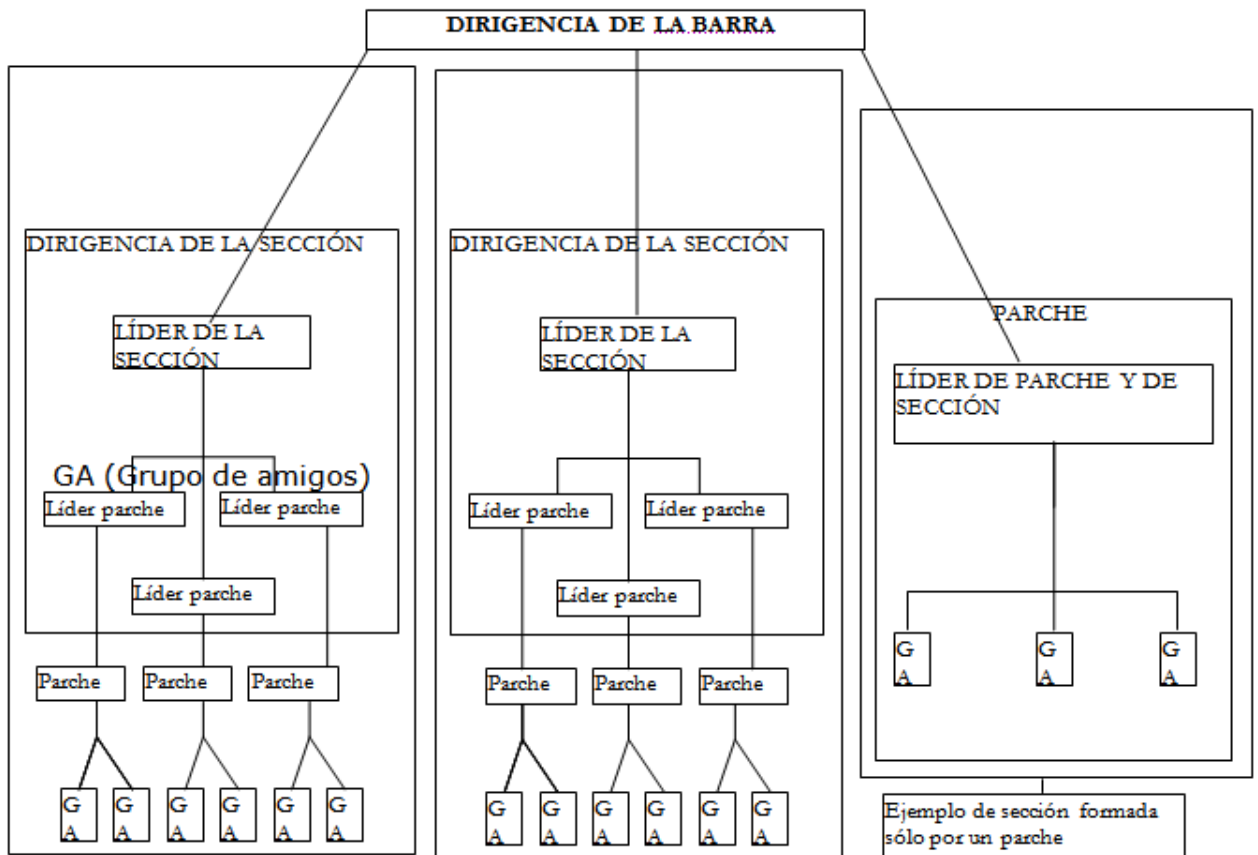 DIRIGENCIA DE LA BARRA
DIRIGENCIA DE LA SECCIÓN
LÍDER DE LA
SECCIÓN
GA (Grupo de amigos)
Líder parche
Líder parche
Líder parche
Parche
Parche
Parche
G
A
G
A
G
A
G
A
G
A
G
A
DIRIGENCIA DE LA SECCIÓN
LÍDER DE LA
SECCIÓN
Líder parche
Líder parche
Líder parche
Parche
Parche
Parche
G
A
G
A
G
A
G
A
G
A
G
A
PARCHE
LÍDER DE PARCHE Y DE
SECCIÓN
G
A
G
A
G
A
Ejemplo de sección formada
sólo por un parche